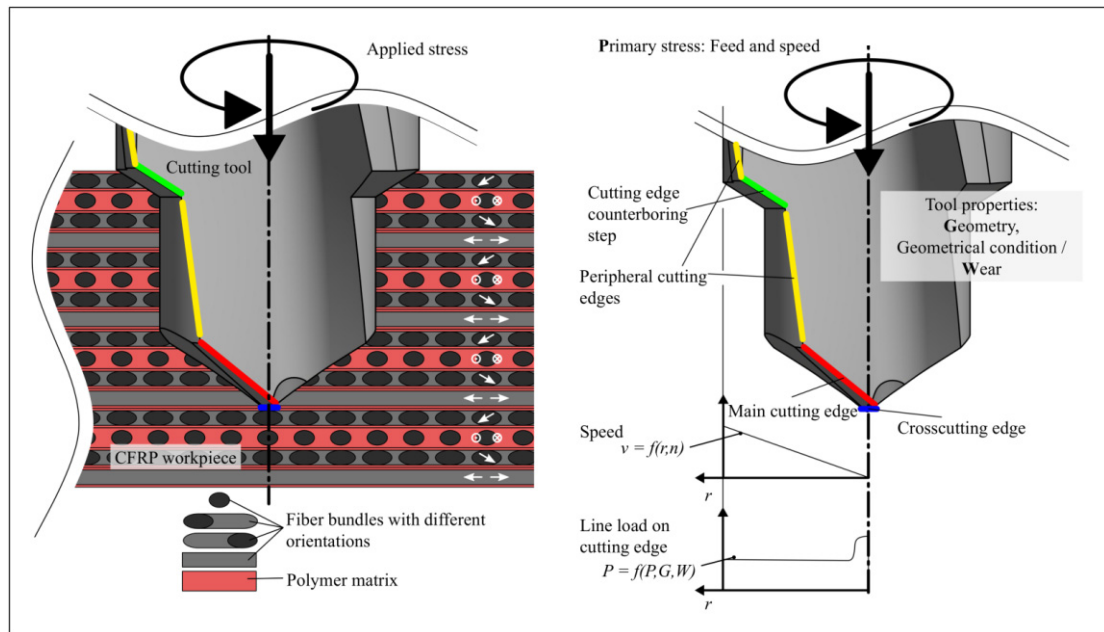 Applied stress
Cutting tool
CFRP workpiece
Fiber bundles with different
orientations
Polymer matrix
Primary stress: Feed and speed
Cutting edge
counterboring
step
Peripheral cutting
edges
Tool properties:
Geometry,
Geometrical condition /
Wear
Main cutting edge
Crosscutting edge
Speed
v = f(r,n)
r
Line load on
cutting edge
P = f(P,G,W)
r